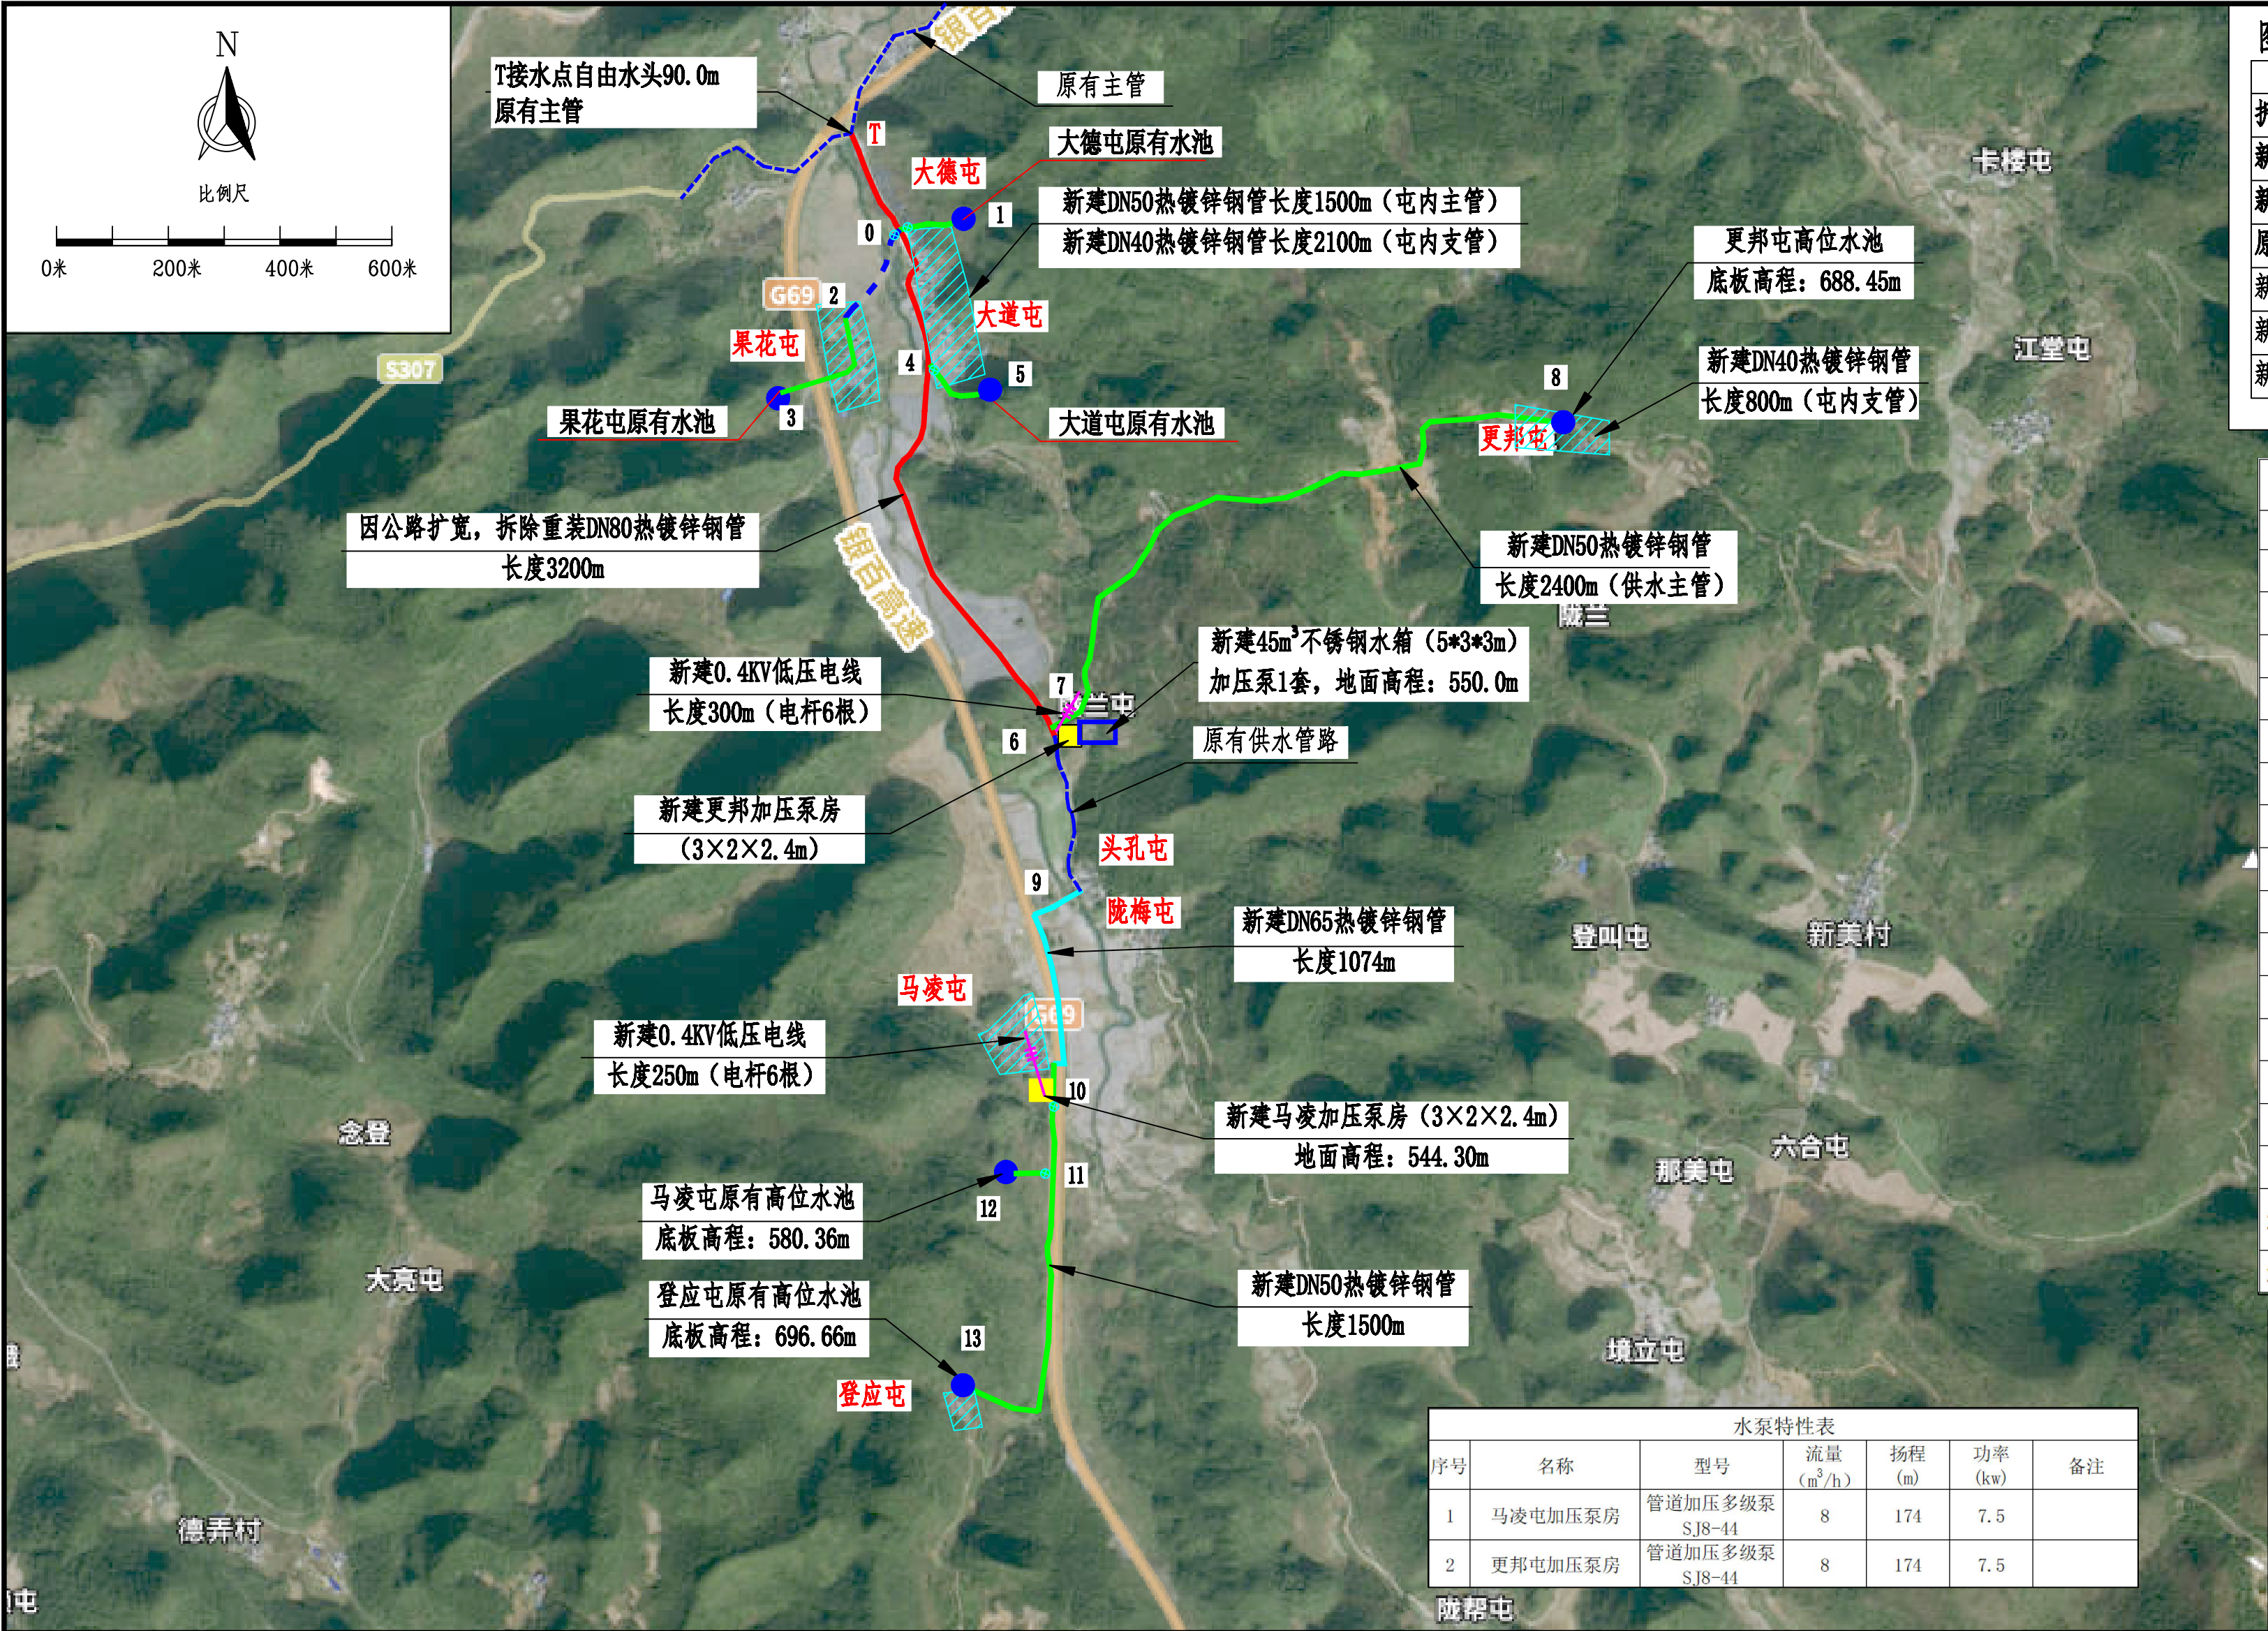 N
比例尺
0米
200米
400米
600米
银百
T接水点自由水头90.0m
原有主管
原有主管
T
大德屯
大德屯原有水池
1
0
新建DN50热镀锌钢管长度1500m（屯内主管）
新建DN40热镀锌钢管长度2100m（屯内支管）
卡楼屯
更邦屯高位水池
底板高程：688.45m
G69
2
大道屯
果花屯
S307
4
5
3
果花屯原有水池
大道屯原有水池
江堂屯
新建DN40热镀锌钢管
长度800m（屯内支管）
8
更邦屯
因公路扩宽，拆除重装DN80热镀锌钢管
长度3200m
银百高速
新建DN50热镀锌钢管
长度2400m（供水主管）
陇兰
新建45m³不锈钢水箱（5*3*3m）
加压泵1套，地面高程：550.0m
新建0.4KV低压电线
长度300m（电杆6根）
7
兰屯
6
原有供水管路
新建更邦加压泵房
（3×2×2.4m）
头孔屯
9
陇梅屯
新建DN65热镀锌钢管
长度1074m
登叫屯
新美村
马凌屯
G69
新建0.4KV低压电线
长度250m（电杆6根）
10
新建马凌加压泵房（3×2×2.4m）
地面高程：544.30m
念登
六合屯
那美屯
11
12
马凌屯原有高位水池
底板高程：580.36m
大亮屯
登应屯原有高位水池
底板高程：696.66m
13
新建DN50热镀锌钢管
长度1500m
登应屯
坡立屯
水泵特性表
序号 名称 型号 流量（m³/h） 扬程(m) 功率(kw) 备注
1 马凌屯加压泵房 管道加压多级泵SJ8-44 8 174 7.5
2 更邦屯加压泵房 管道加压多级泵SJ8-44 8 174 7.5
德弄村
屯
陇帮屯